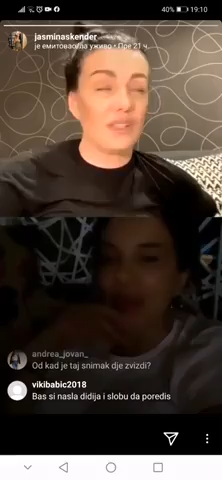 40% 19:10
jasminaskender
је емитовао/ла уживо • Пре 21 ч.
andrea_jovan_
Od kad je taj snimak dje zvizdi?
vikibabic2018
Bas si nasla didija i slobu da poredis